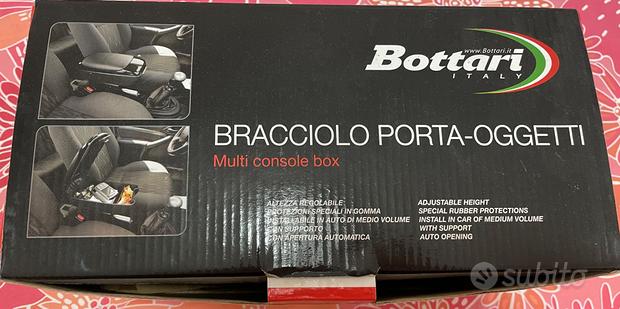 www.Bottari.it
Bottari
ITALY
BRACCIOLO PORTA-OGGETTI
Multi console box
ALTEZZA REGOLABILE
PROTEZIONI SPECIALI IN GOMMA
INSTALLABILE IN AUTO DI MEDIO VOLUME
CON SUPPORTO
CON APERTURA AUTOMATICA
ADJUSTABLE HEIGHT
SPECIAL RUBBER PROTECTIONS
INSTALL IN CAR OF MEDIUM VOLUME
WITH SUPPORT
AUTO OPENING
subito